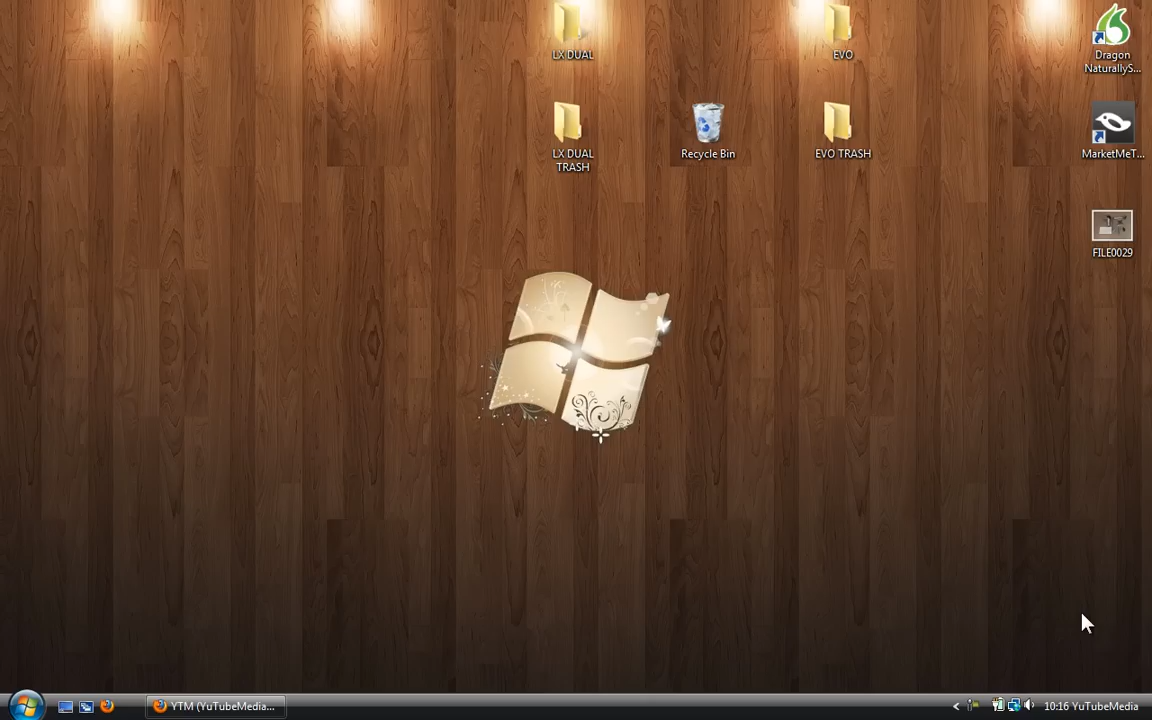 LX DUAL
EVO
Dragon
NaturallyS...
LX DUAL
TRASH
Recycle Bin
EVO TRASH
MarketMeT...
FILE0029
YTM (YuTubeMedia...
10:16 YuTubeMedia